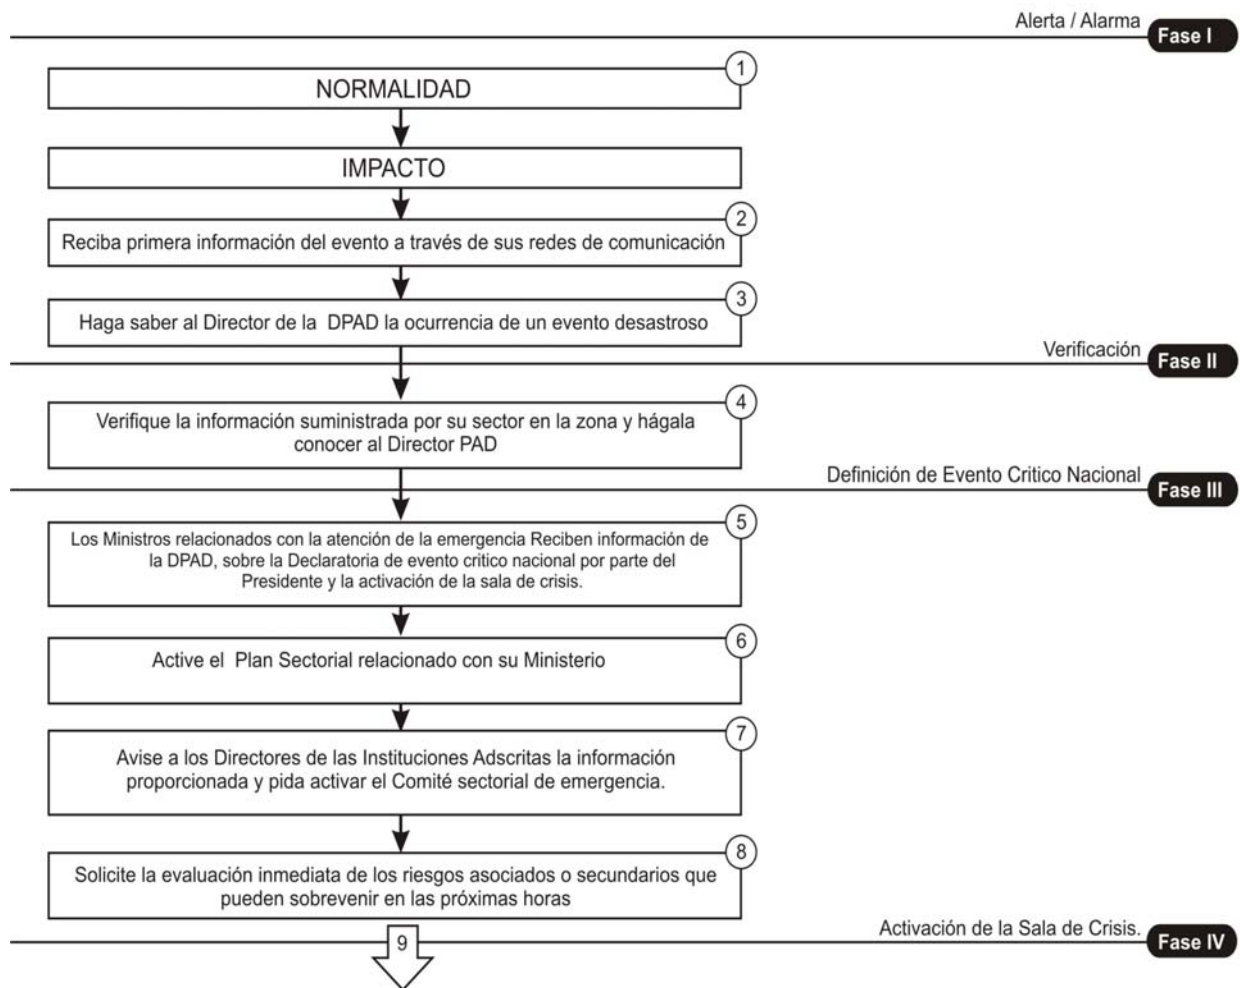 Alerta / Alarma
Fase I
1
NORMALIDAD
IMPACTO
2
Reciba primera información del evento a través de sus redes de comunicación
3
Haga saber al Director de la DPAD la ocurrencia de un evento desastroso
Verificación
Fase II
4
Verifique la información suministrada por su sector en la zona y hágala
conocer al Director PAD
Definición de Evento Critico Nacional
Fase III
5
Los Ministros relacionados con la atención de la emergencia Reciben información de
la DPAD, sobre la Declaratoria de evento critico nacional por parte del
Presidente y la activación de la sala de crisis.
6
Active el Plan Sectorial relacionado con su Ministerio
7
Avise a los Directores de las Instituciones Adscritas la información
proporcionada y pida activar el Comité sectorial de emergencia.
8
Solicite la evaluación inmediata de los riesgos asociados o secundarios que
pueden sobrevenir en las próximas horas
Activación de la Sala de Crisis.
Fase IV
9